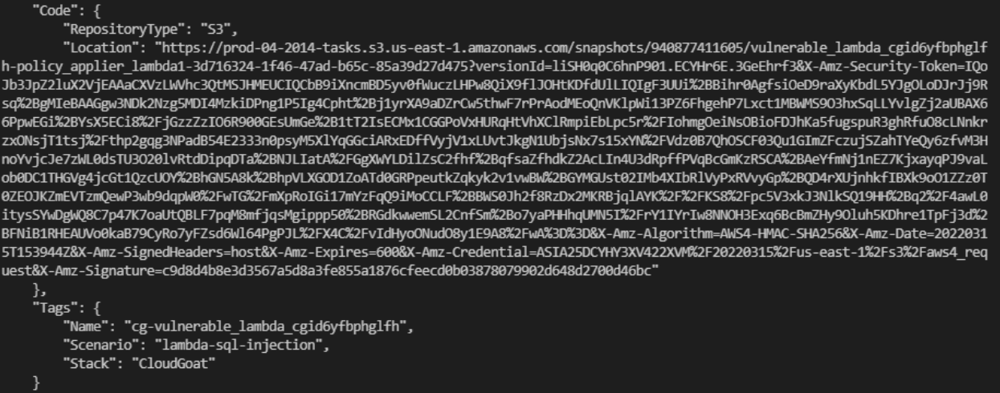 "Code": {
"RepositoryType": "S3",
"Location": "https://prod-04-2014-tasks.s3.us-east-1.amazonaws.com/snapshots/940877411605/vulnerable_lambda_cgid6yfbphglf
h-policy_applier_lambda1-3d716324-1f46-47ad-b65c-85a39d27d475?versionId=liSH0q0C6hnP901.ECYHr6E.3GeEhrf3&X-Amz-Security-Token=IQo
Jb3JpZ2luX2VjEAAaCXVzLWVhc3QtMSJHMEUCIQCbB9iXncmBD5yv0fWuczLHPw8QiX9flJOHtKDfdUlLIQIgF3UUi%2BBihr0AgfsiOeD9raXyKbdL5YJgOLoDJrJj9R
sq%2BgMIeBAAGgw3NDk2Nzg5MDI4MzkiDPng1P5Ig4Cpht%2Bj1yrXA9aDZrCw5thwF7rPrAodMEoQnVKlpWi13PZ6FhgehP7Lxct1MBWMS9O3hxSqLLYvlgZj2aUBAX6
6PpwEGi%2BYsX5ECi8%2FjGzzZzIO6R900GEsUmGe%2B1tT2IsECMx1CGGPoVxHURqHtVhXClRmpiEbLpc5r%2FIohmgOeiNsOBioFDJhKa5fugspuR3ghRfuO8cLNnkr
zxONsjT1tsj%2Fthp2gqg3NPadB54E2333n0psyM5XlYqGGciARxEDffVyjV1xLUvtJkgN1UbjsNx7s15xYN%2FVdz0B7QhOSCF03Qu1GImZFczujSZahTYeQy6zfvM3H
noYvjcJe7zWL0dsTU3O20lvRtdDipqDTa%2BNJLIatA%2FGgXWYLDilZsC2fhf%2BqfsaZfhdkZ2AcLIn4U3dRpffPVqBcGmKzRSCA%2BAeYfmNj1nEZ7KjxayqPJ9vaL
ob0DC1THGVg4jcGt1QzcUOY%2BhGN5A8k%2BhpVLXGOD1ZoATd0GRPpeutkZqkyk2v1vwBW%2BGYMGUst02IMb4XIbRlVyPxRVvyGp%2BQD4rXUjnhkfIBXk9oO1ZZz0T
0ZEOJKZmEVTzmQewP3wb9dqpW0%2FwTG%2FmXpRoIGi17mYzFqQ9iMoCCLF%2BBWS0Jh2f8RzDx2MKRBjqlAYK%2F%2FKS8%2Fpc5V3xkJ3NlkSQ19HH%2Bq2%2F4awL0
itysSYwDgWQ8C7p47K7oaUtQBLF7pqM8mfjqsMgippp50%2BRGdkwwemSL2CnfSm%2Bo7yaPHHhqUMN5I%2FrY1IYrIw8NNOH3Exq6BcBmZHy9Oluh5KDhre1TpFj3d%2
BFNiB1RHEAUVo0kaB79CyRo7yFZsd6Wl64PgPJL%2FX4C%2FvIdHyoONudO8y1E9A8%2FwA%3D%3D&X-Amz-Algorithm=AWS4-HMAC-SHA256&X-Amz-Date=2022031
5T153944Z&X-Amz-SignedHeaders=host&X-Amz-Expires=600&X-Amz-Credential=ASIA25DCYHY3XV422XVM%2F20220315%2Fus-east-1%2Fs3%2Faws4_req
uest&X-Amz-Signature=c9d8d4b8e3d3567a5d8a3fe855a1876cfeecd0b03878079902d648d2700d46bc"
},
"Tags": {
"Name": "cg-vulnerable_lambda_cgid6yfbphglfh",
"Scenario": "lambda-sql-injection",
"Stack": "CloudGoat"
}